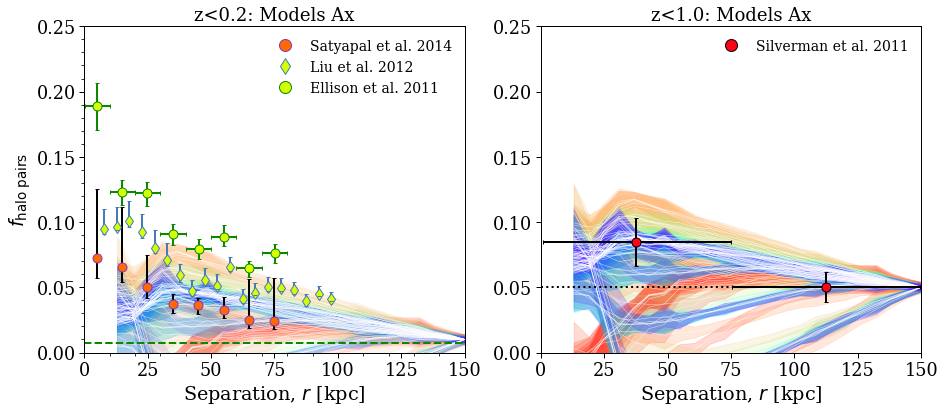 z<0.2: Models Ax
z<1.0: Models Ax
f halo pairs
0.25
0.20
0.15
0.10
0.05
0.00
Satyapal et al. 2014
Liu et al. 2012
Ellison et al. 2011
0 25 50 75 100 125 150
Separation, r [kpc]
0.25
0.20
0.15
0.10
0.05
0.00
Silverman et al. 2011
0 25 50 75 100 125 150
Separation, r [kpc]